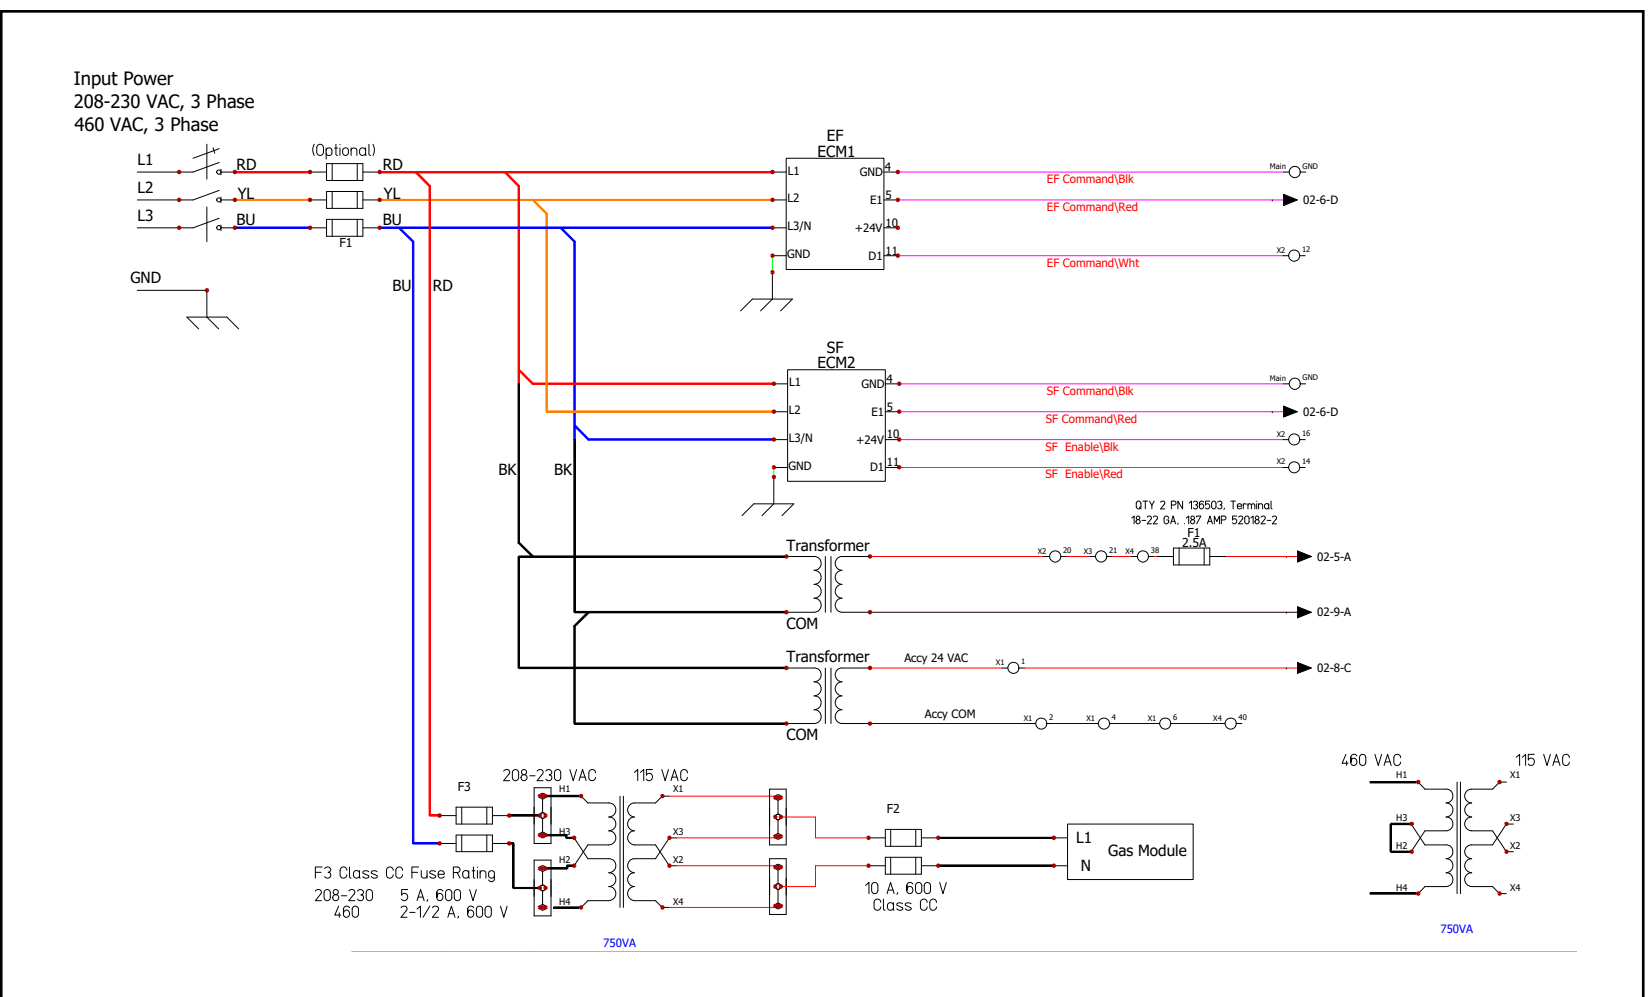 Input Power
208-230 VAC, 3 Phase
460 VAC, 3 Phase
L1
RD
(Optional)
RD
L2
YL
YL
L3
BU
F1
BU
GND
BU
RD
EF
ECM1
L1
GND
4
EF Command\Blk
Main
GND
L2
E1
5
EF Command\Red
02-6-D
L3/N
+24V
10
GND
D1
11
EF Command\Wht
X2
12
SF
ECM2
L1
GND
4
SF Command\Blk
Main
GND
L2
E1
5
SF Command\Red
02-6-D
L3/N
+24V
10
SF Enable\Blk
X2
16
GND
D1
11
SF Enable\Red
X2
14
BK
BK
QTY 2 PN 136503, Terminal
18-22 GA, .187 AMP 520182-2
F1
2.5A
Transformer
X2
20
X3
21
X4
38
02-5-A
COM
02-9-A
Transformer
Accy 24 VAC
X1
1
02-8-C
COM
Accy COM
X1
2
X1
4
X1
6
X4
40
F3
208-230 VAC
115 VAC
H1
X1
H3
X3
H2
X2
H4
X4
F3 Class CC Fuse Rating
208-230 5 A, 600 V
460 2-1/2 A, 600 V
750VA
F2
10 A, 600 V
Class CC
L1
N
Gas Module
460 VAC
115 VAC
H1
X1
H3
X3
H2
X2
H4
X4
750VA